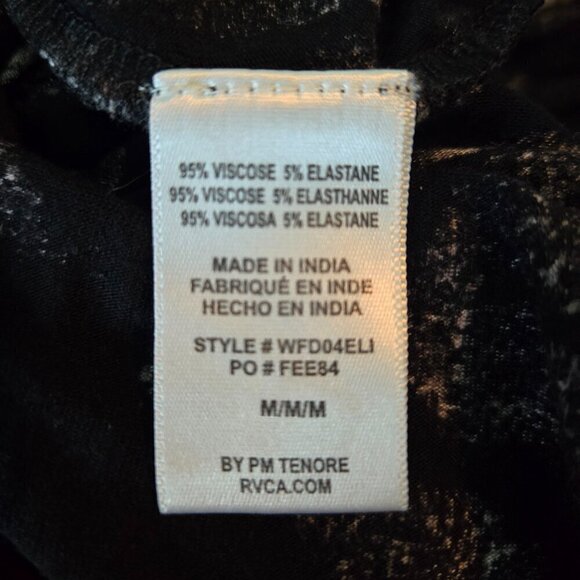 95% VISCOSE 5% ELASTANE
95% VISCOSE 5% ELASTHANNE
95% VISCOSA 5% ELASTANE
MADE IN INDIA
FABRIQUÉ EN INDE
HECHO EN INDIA
STYLE # WFD04ELI
PO # FEE84
M/M/M
BY PM TENORE
RVCA.COM